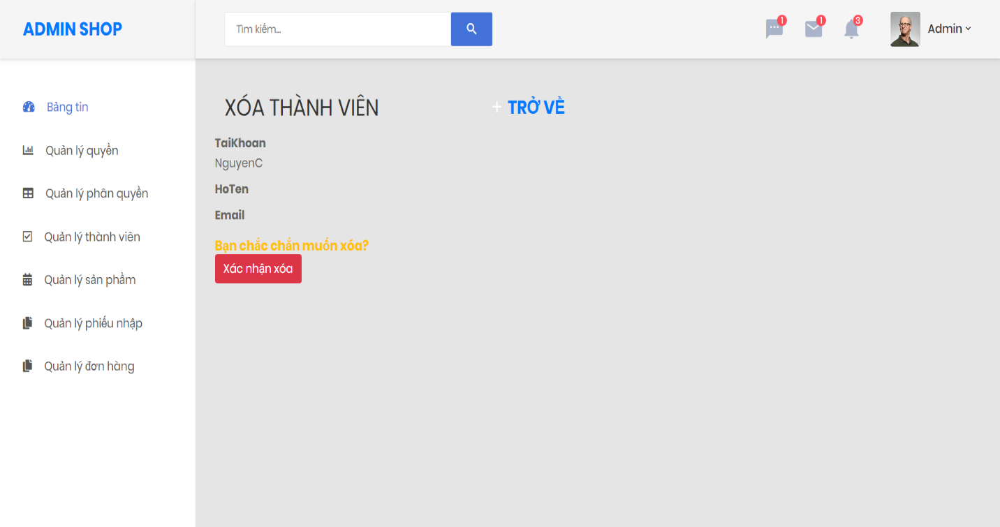 ADMIN SHOP
Tìm kiếm...
1
1
3
Admin
Bảng tin
Quản lý quyền
Quản lý phân quyền
Quản lý thành viên
Quản lý sản phẩm
Quản lý phiếu nhập
Quản lý đơn hàng
XÓA THÀNH VIÊN
+ TRỞ VỀ
TaiKhoan
NguyenC
HoTen
Email
Bạn chắc chắn muốn xóa?
Xác nhận xóa